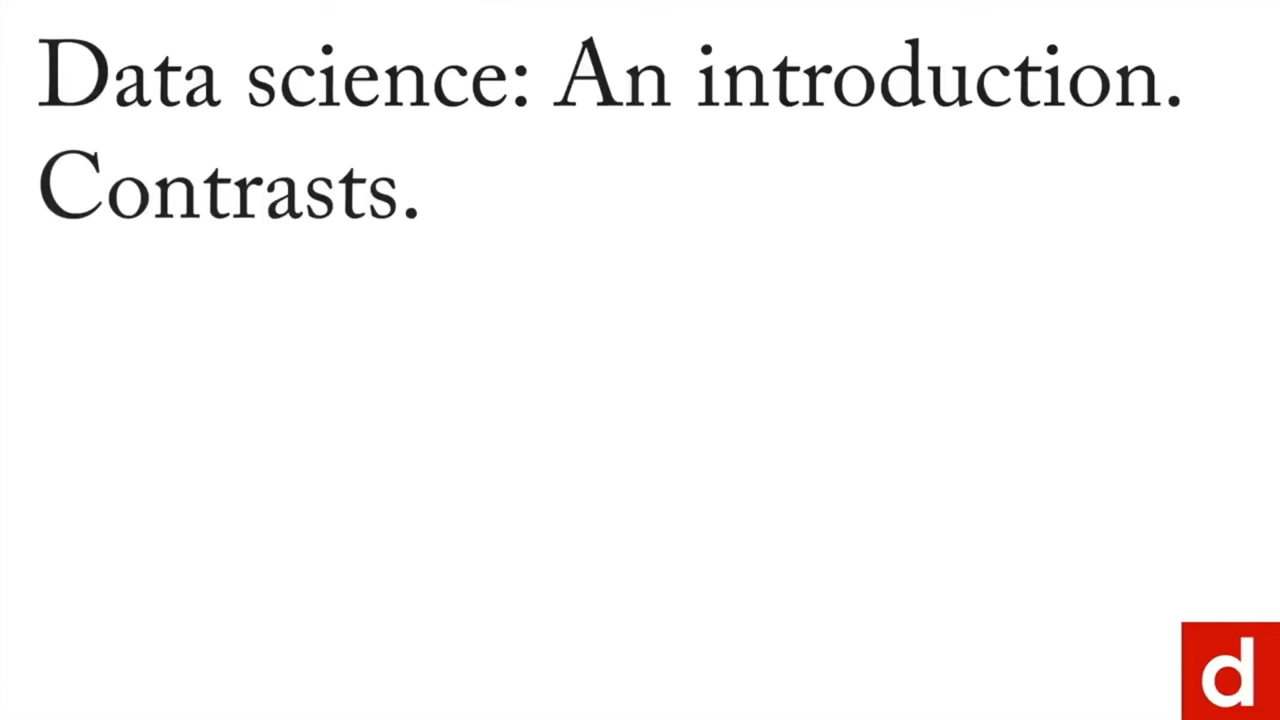 Data science: An introduction.
Contrasts.
d